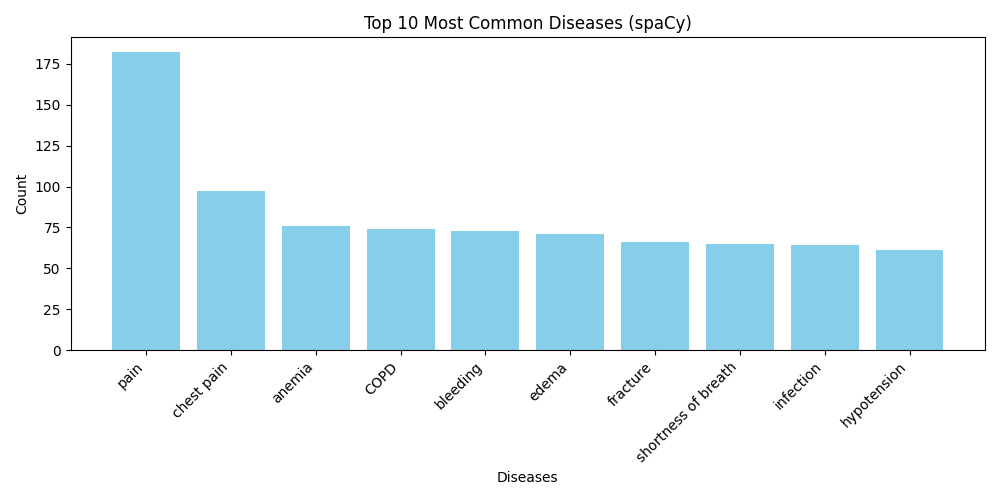 Top 10 Most Common Diseases (spaCy)
Count
175
150
125
100
75
50
25
0
pain
chest pain
anemia
COPD
bleeding
edema
fracture
shortness of breath
infection
hypotension
Diseases